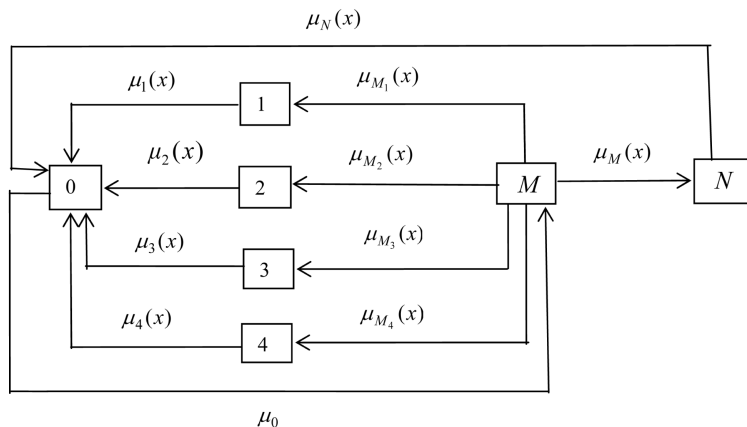 μ_N(x)
μ_1(x)
1
μ_{M_1}(x)
μ_2(x)
2
μ_{M_2}(x)
μ_M(x)
0
M
N
μ_3(x)
3
μ_{M_3}(x)
μ_4(x)
4
μ_{M_4}(x)
μ_0